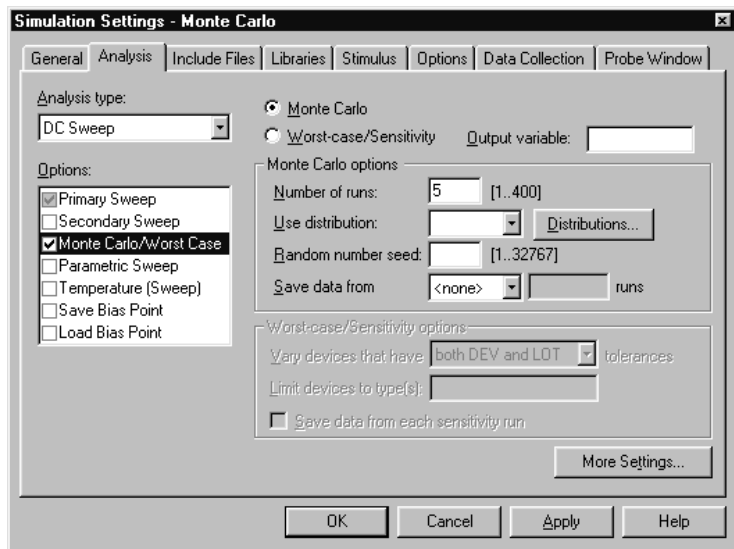 Simulation Settings - Monte Carlo
General Analysis Include Files Libraries Stimulus Options Data Collection Probe Window
Analysis type:
DC Sweep
Options:
Primary Sweep
Secondary Sweep
Monte Carlo/Worst Case
Parametric Sweep
Temperature (Sweep)
Save Bias Point
Load Bias Point
Monte Carlo
Worst-case/Sensitivity Output variable:
Monte Carlo options
Number of runs: 5 [1..400]
Use distribution: Distributions...
Random number seed: [1..32767]
Save data from <none> runs
Worst-case/Sensitivity options
Vary devices that have both DEV and LOT tolerances
Limit devices to type(s):
Save data from each sensitivity run
More Settings...
OK Cancel Apply Help